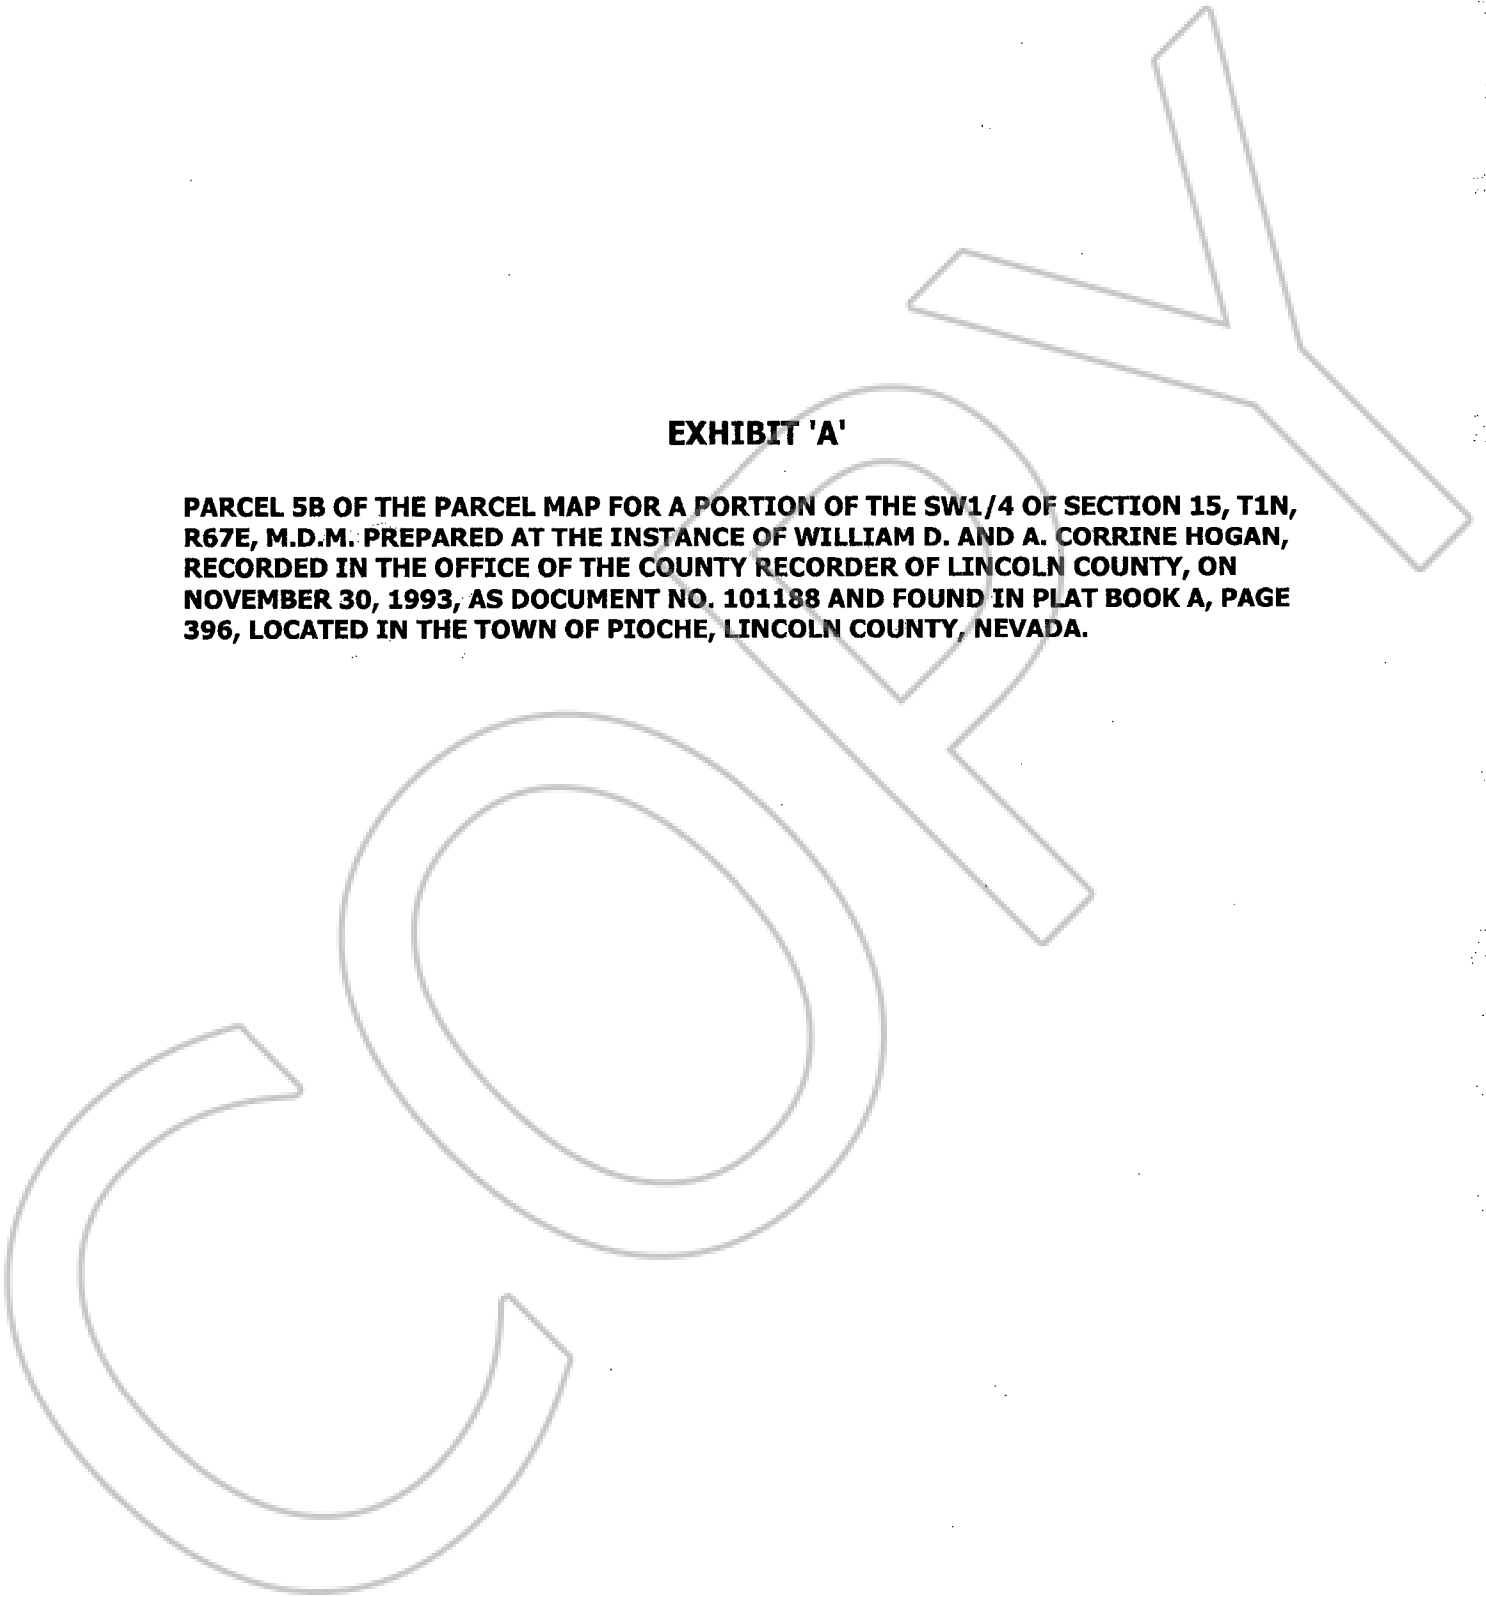 EXHIBIT 'A'
PARCEL 5B OF THE PARCEL MAP FOR A PORTION OF THE SW1/4 OF SECTION 15, T1N,
R67E, M.D.M. PREPARED AT THE INSTANCE OF WILLIAM D. AND A. CORRINE HOGAN,
RECORDED IN THE OFFICE OF THE COUNTY RECORDER OF LINCOLN COUNTY, ON
NOVEMBER 30, 1993, AS DOCUMENT NO. 101188 AND FOUND IN PLAT BOOK A, PAGE
396, LOCATED IN THE TOWN OF PIOCHE, LINCOLN COUNTY, NEVADA.
COPY